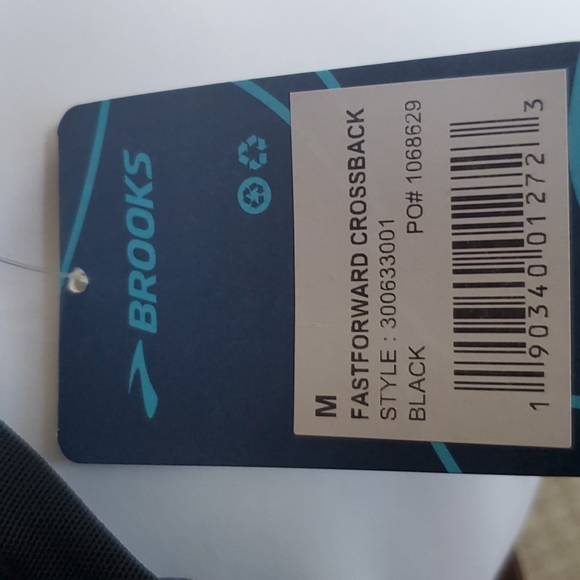 BROOKS
M
FASTFORWARD CROSSBACK
STYLE : 300633001
BLACK PO# 1068629
1 90340 01272 3